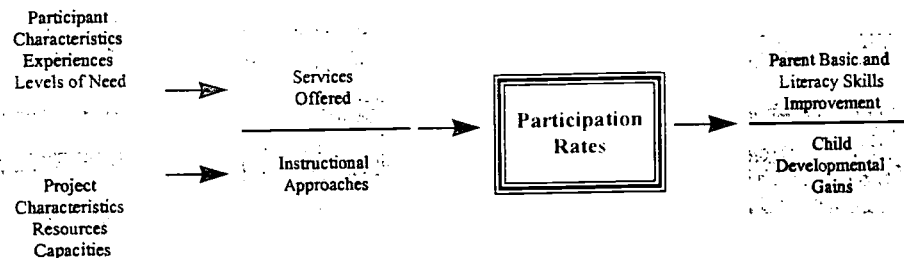 Participant
Characteristics
Experiences
Levels of Need
Project
Characteristics
Resources
Capacities
Services
Offered
Instructional
Approaches
Participation
Rates
Parent Basic and
Literacy Skills
Improvement
Child
Developmental
Gains